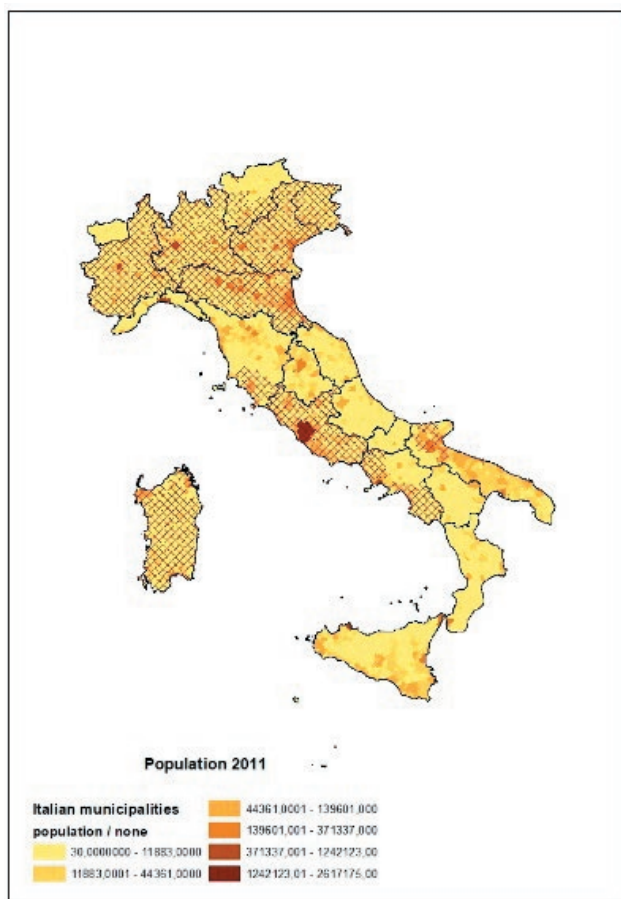 Population 2011
Italian municipalities
population / none
30,0000000 - 11883,0000
11883,0001 - 44361,0000
44361,0001 - 139601,000
139601,001 - 371337,000
371337,001 - 1242123,00
1242123,01 - 2617175,00